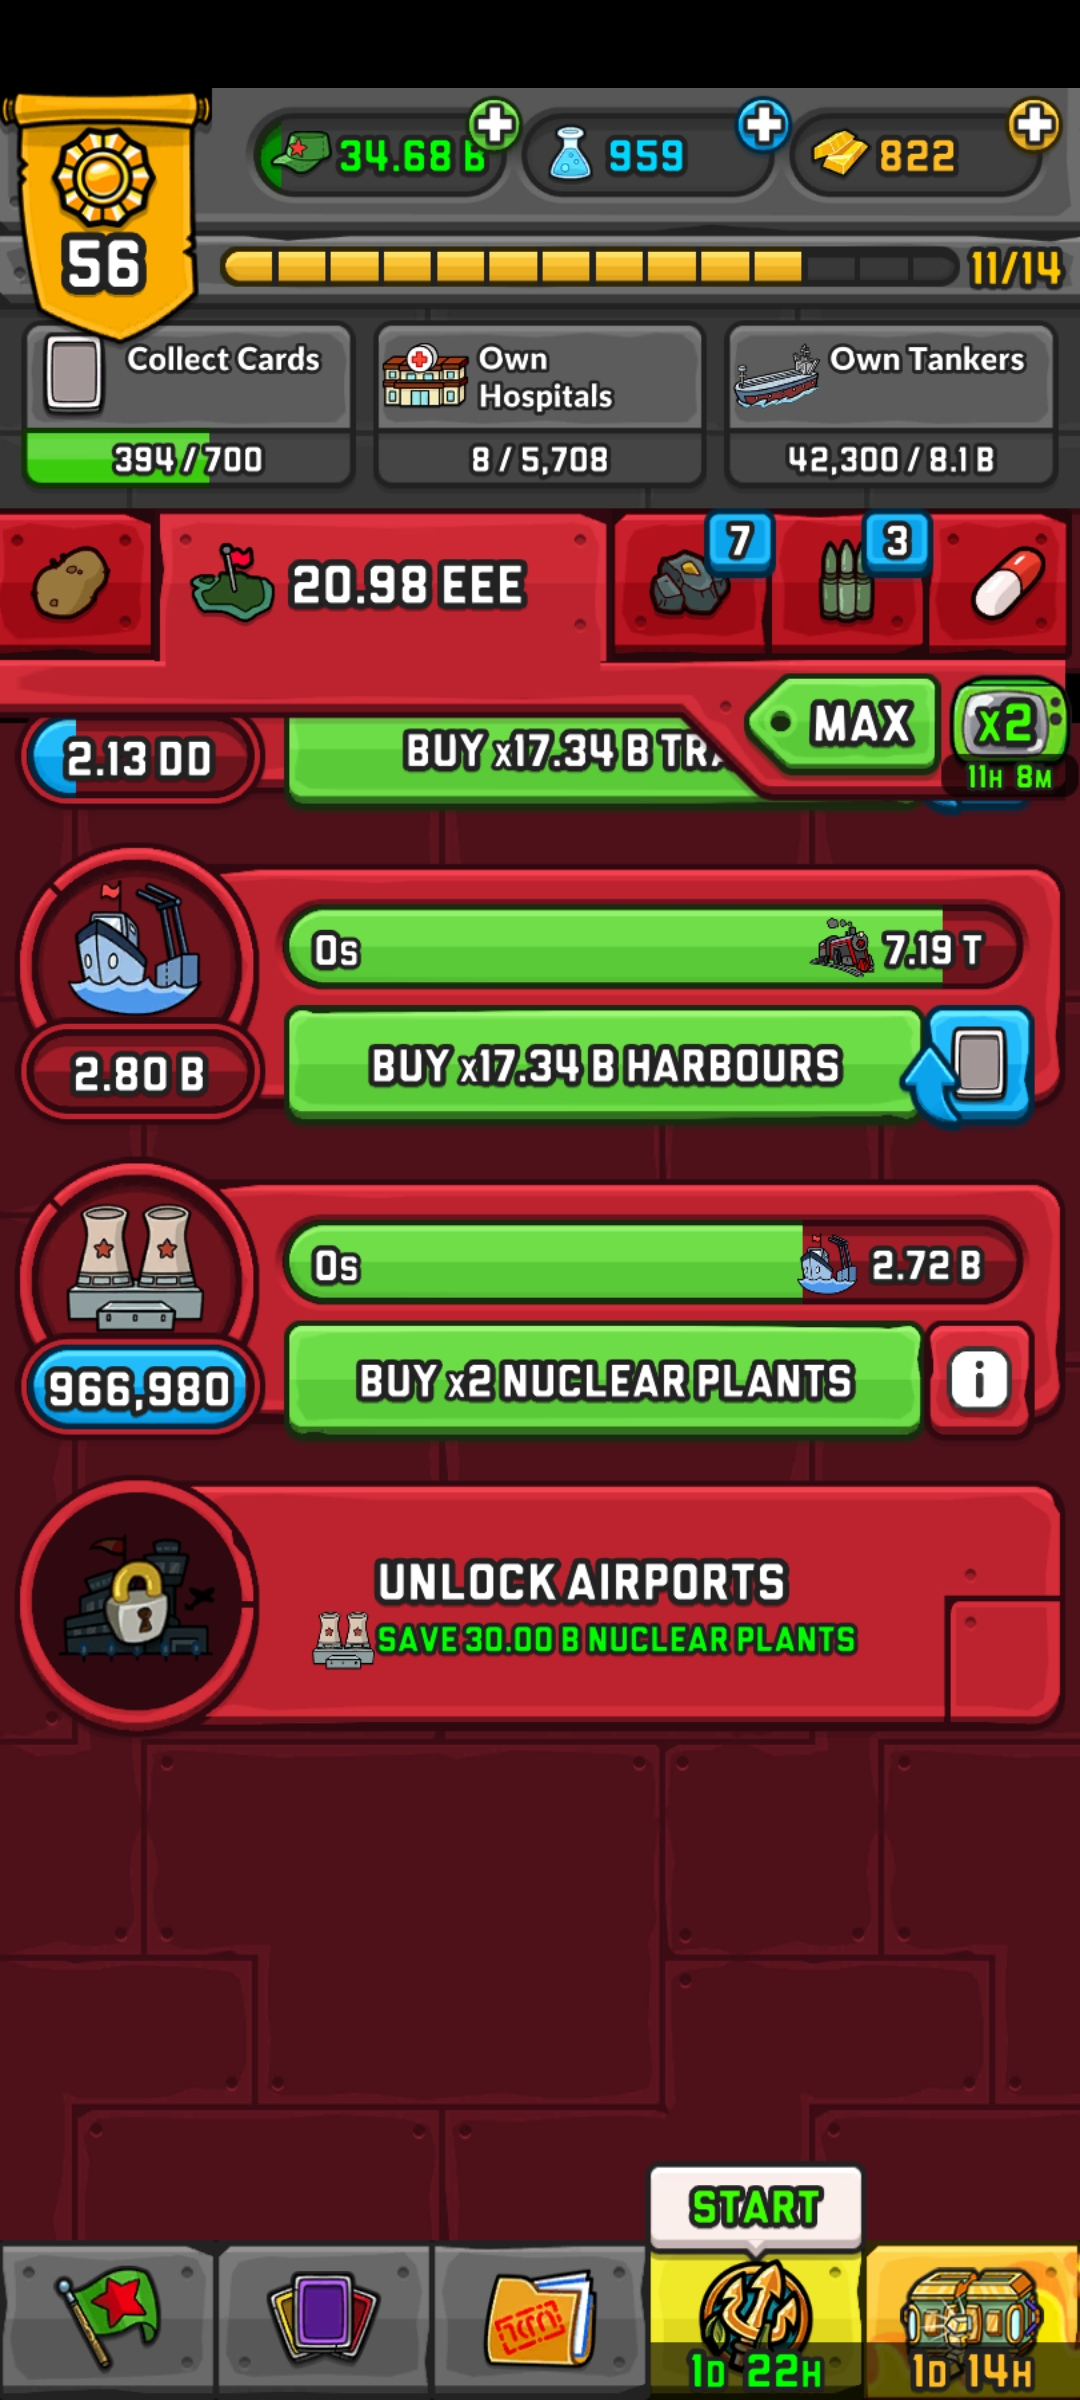 34.68 B
959
822
56
11/14
Collect Cards
394/700
Own
Hospitals
8/5,708
Own Tankers
42,300/8.1 B
20.98 EEE
7
3
MAX
x2
11H 8M
2.13 DD
BUY x17.34 B TRA
0s
7.19 T
2.80 B
BUY x17.34 B HARBOURS
0s
2.72 B
966,980
BUY x2 NUCLEAR PLANTS
i
UNLOCK AIRPORTS
SAVE 30.00 B NUCLEAR PLANTS
START
1D 22H
1D 14H